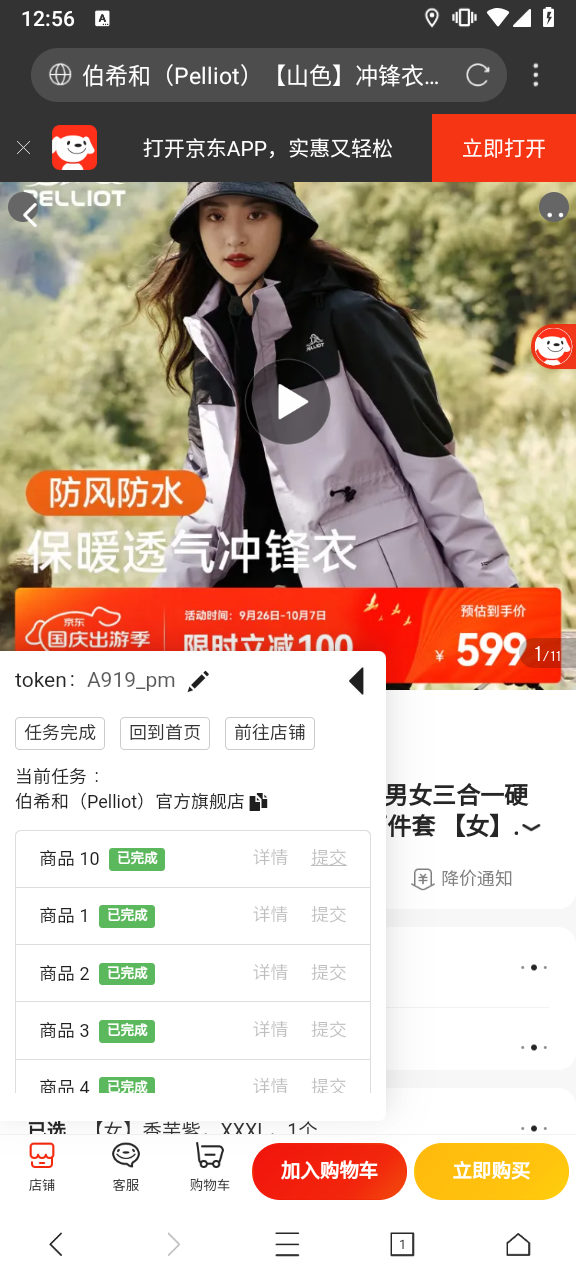 12:56
A
伯希和（Pelliot）【山色】冲锋衣…
打开京东APP，实惠又轻松
立即打开
PELLIOT
PELLIOT
防风防水
保暖透气冲锋衣
京东
国庆出游季
活动时间：9月26日-10月7日
限时立减100
预估到手价
¥ 599
1/11
token： A919_pm
任务完成 回到首页 前往店铺
当前任务：
伯希和（Pelliot）官方旗舰店
男女三合一硬
件套 【女】.
降价通知
商品 10 已完成 详情 提交
商品 1 已完成 详情 提交
商品 2 已完成 详情 提交
商品 3 已完成 详情 提交
商品 4 已完成 详情 提交
已选 【女】香芋紫，XXXL，1个
店铺
客服
购物车
加入购物车
立即购买
1